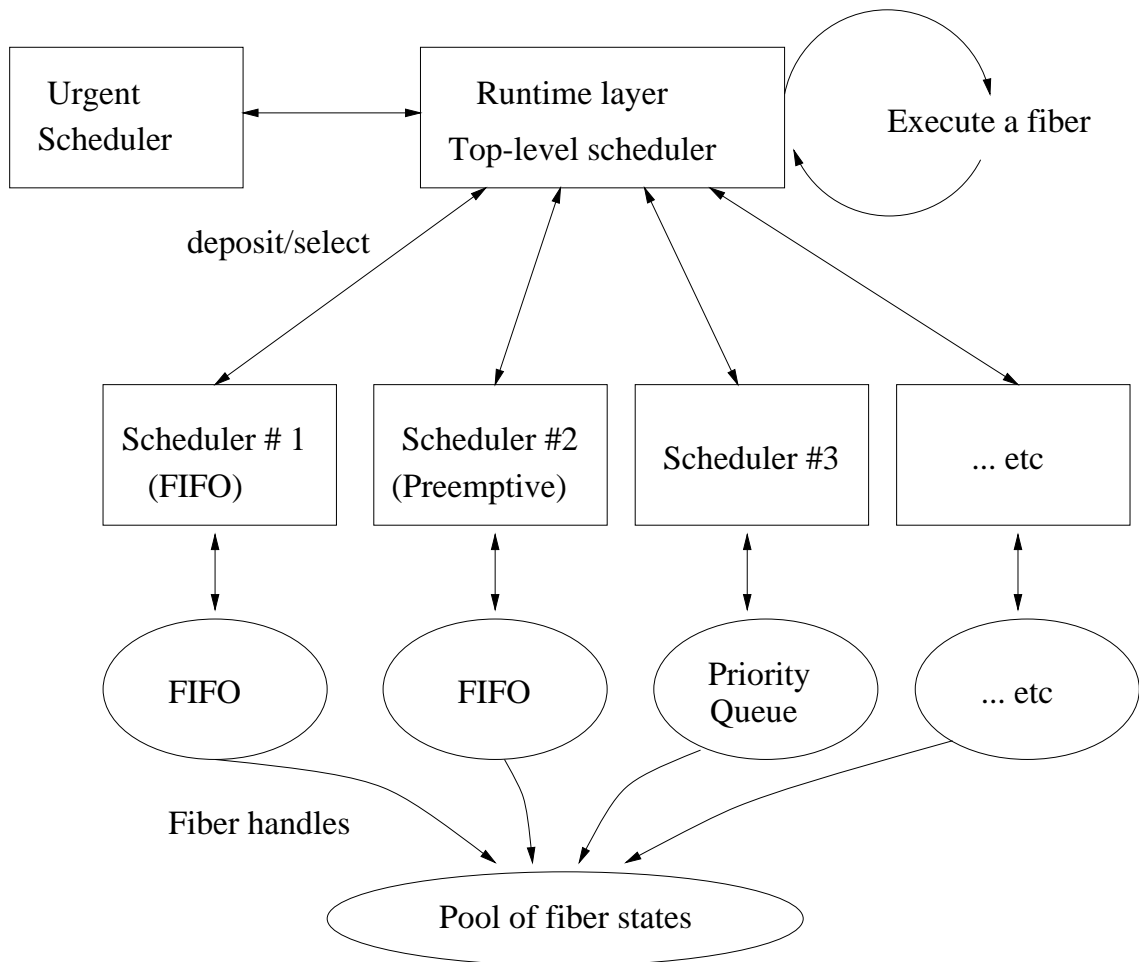 Urgent
Scheduler
Runtime layer
Top-level scheduler
Execute a fiber
deposit/select
Scheduler # 1
(FIFO)
Scheduler #2
(Preemptive)
Scheduler #3
... etc
FIFO
FIFO
Priority
Queue
... etc
Fiber handles
Pool of fiber states